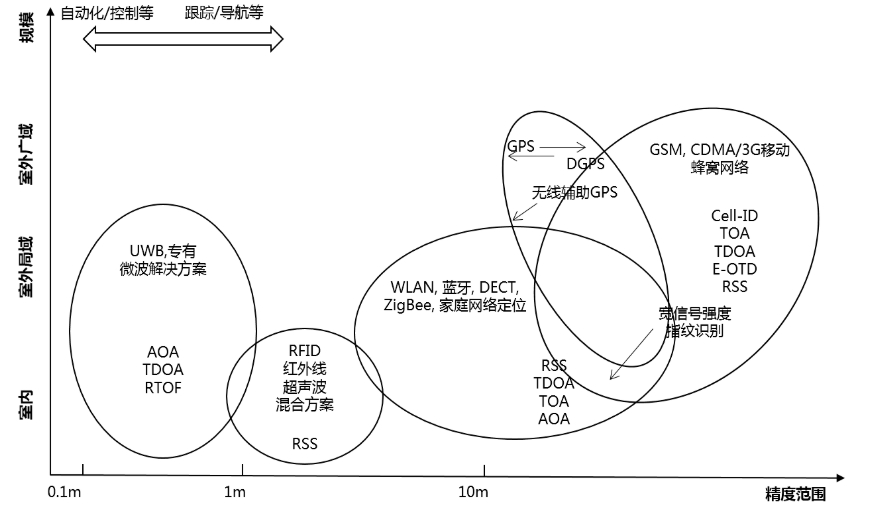 规模
自动化/控制等
跟踪/导航等
室外广域
GPS
DGPS
无线辅助GPS
GSM, CDMA/3G移动
蜂窝网络
Cell-ID
TOA
TDOA
E-OTD
RSS
室外局域
UWB,专有
微波解决方案
AOA
TDOA
RTOF
WLAN, 蓝牙, DECT,
ZigBee, 家庭网络定位
宽信号强度
指纹识别
RSS
TDOA
TOA
AOA
室内
RFID
红外线
超声波
混合方案
RSS
0.1m
1m
10m
精度范围